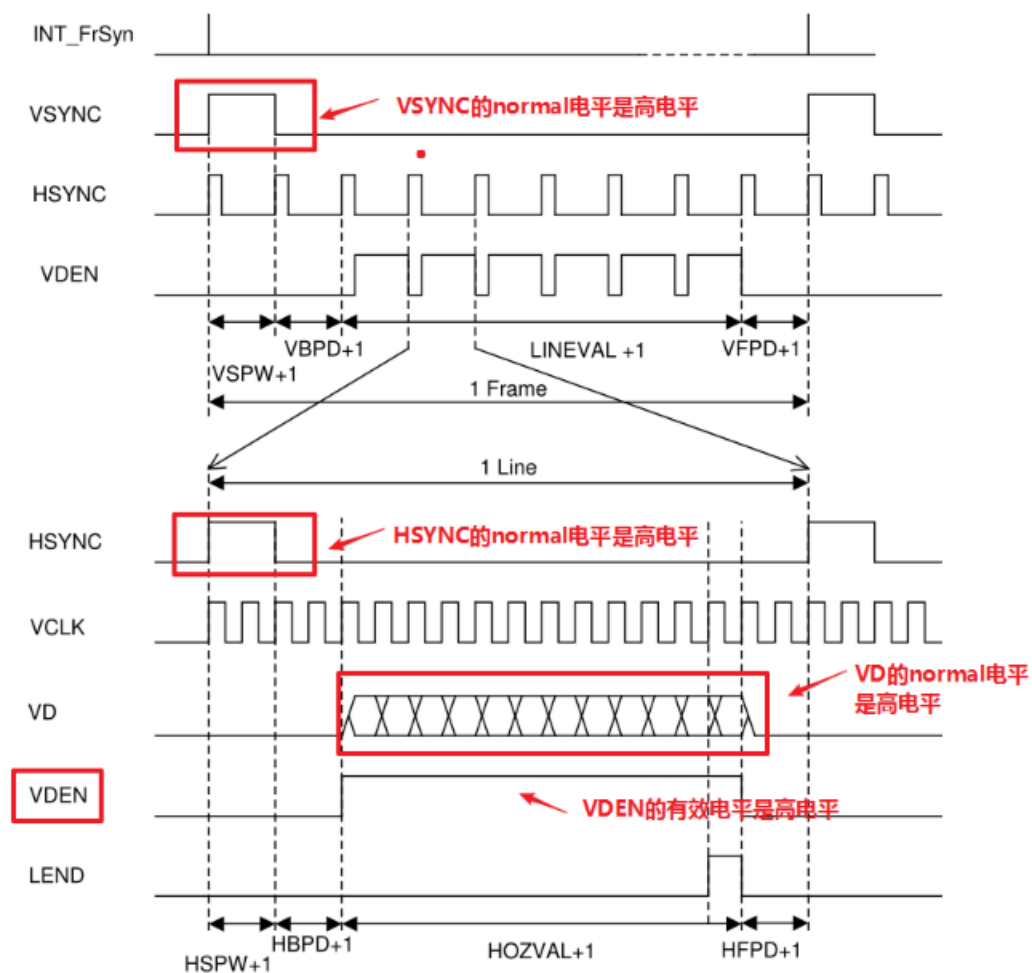 INT_FrSyn
VSYNC
VSYNC的normal电平是高电平
HSYNC
VDEN
VBPD+1
LINEVAL +1
VFPD+1
VSPW+1
1 Frame
1 Line
HSYNC
HSYNC的normal电平是高电平
VCLK
VD的normal电平
是高电平
VD
VDEN
VDEN的有效电平是高电平
LEND
HBPD+1
HOZVAL+1
HFPD+1
HSPW+1